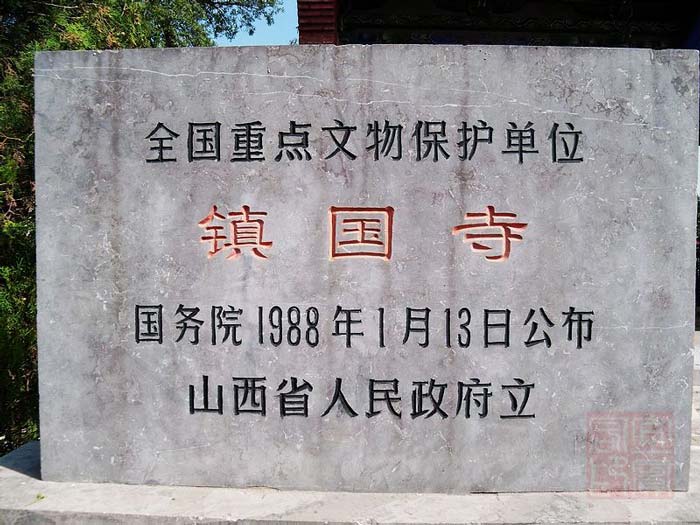 全国重点文物保护单位
镇国寺
国务院1988年1月13日公布
山西省人民政府立